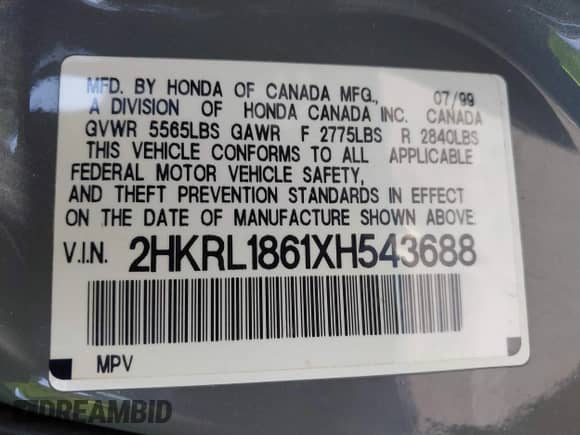 MFD. BY HONDA OF CANADA MFG., 07/99
A DIVISION OF HONDA CANADA INC. CANADA
GVWR 5565LBS GAWR F 2775LBS R 2840LBS
THIS VEHICLE CONFORMS TO ALL APPLICABLE
FEDERAL MOTOR VEHICLE SAFETY,
AND THEFT PREVENTION STANDARDS IN EFFECT
ON THE DATE OF MANUFACTURE SHOWN ABOVE.
V.I.N. 2HKRL1861XH543688
MPV
DREAMBID